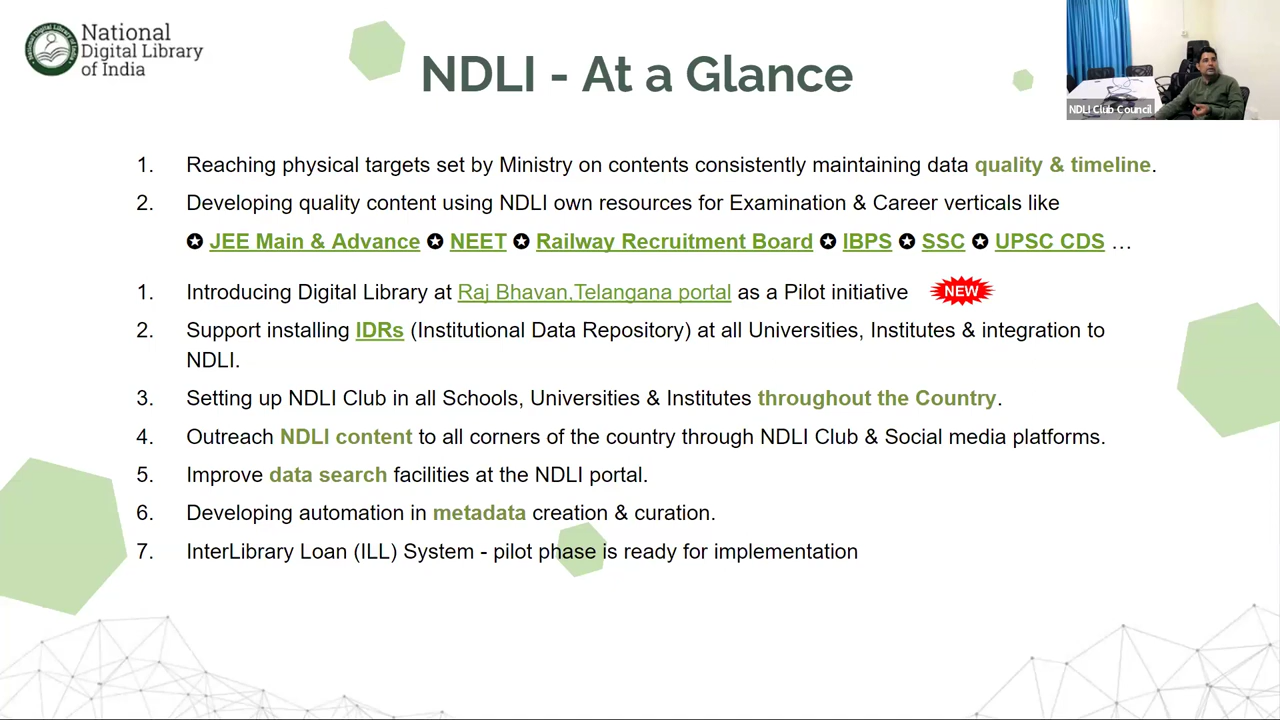 National
Digital Library
of India
NDLI - At a Glance
NDLI Club Council
1. Reaching physical targets set by Ministry on contents consistently maintaining data quality & timeline.
2. Developing quality content using NDLI own resources for Examination & Career verticals like
✪ JEE Main & Advance ✪ NEET ✪ Railway Recruitment Board ✪ IBPS ✪ SSC ✪ UPSC CDS …
1. Introducing Digital Library at Raj Bhavan,Telangana portal as a Pilot initiative NEW
2. Support installing IDRs (Institutional Data Repository) at all Universities, Institutes & integration to
NDLI.
3. Setting up NDLI Club in all Schools, Universities & Institutes throughout the Country.
4. Outreach NDLI content to all corners of the country through NDLI Club & Social media platforms.
5. Improve data search facilities at the NDLI portal.
6. Developing automation in metadata creation & curation.
7. InterLibrary Loan (ILL) System - pilot phase is ready for implementation